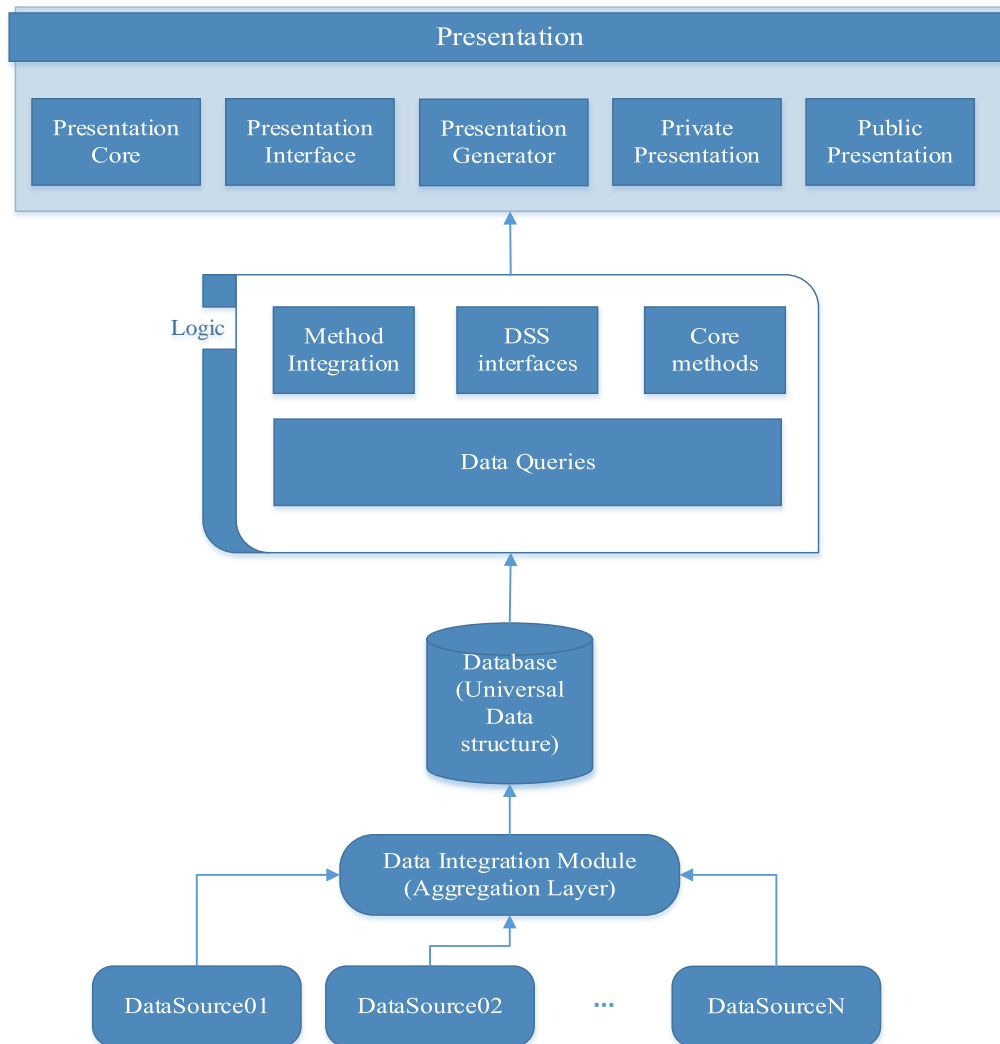 Presentation
Presentation
Core
Presentation
Interface
Presentation
Generator
Private
Presentation
Public
Presentation
Logic
Method
Integration
DSS
interfaces
Core
methods
Data Queries
Database
(Universal
Data
structure)
Data Integration Module
(Aggregation Layer)
DataSource01
DataSource02
...
DataSourceN